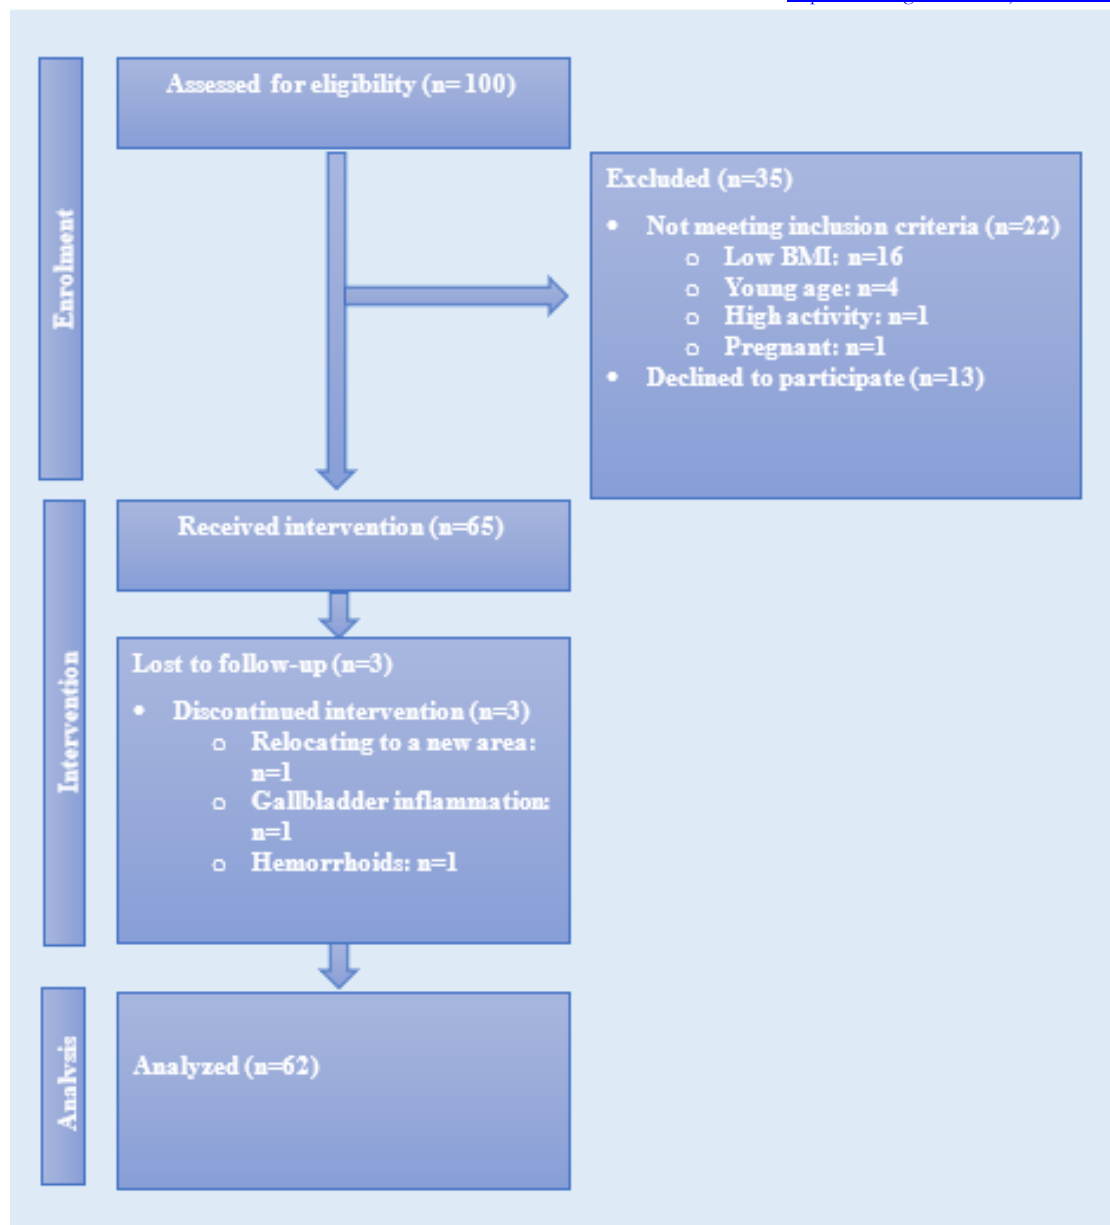 Enrolment
Assessed for eligibility (n=100)
Excluded (n=35)
• Not meeting inclusion criteria (n=22)
o Low BMI: n=16
o Young age: n=4
o High activity: n=1
o Pregnant: n=1
• Declined to participate (n=13)
Intervention
Received intervention (n=65)
Lost to follow-up (n=3)
• Discontinued intervention (n=3)
o Relocating to a new area:
n=1
o Gallbladder inflammation:
n=1
o Hemorrhoids: n=1
Analysis
Analyzed (n=62)